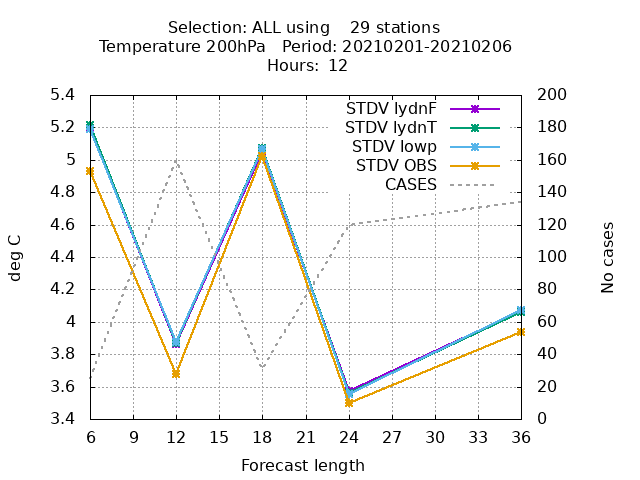 Selection: ALL using    29 stations
Temperature 200hPa   Period: 20210201-20210206
Hours:  12
STDV lydnF
STDV lydnT
STDV lowp
STDV OBS
CASES
deg C
5.4
5.2
5
4.8
4.6
4.4
4.2
4
3.8
3.6
3.4
200
180
160
140
120
100
80
60
40
20
0
No cases
6 9 12 15 18 21 24 27 30 33 36
Forecast length